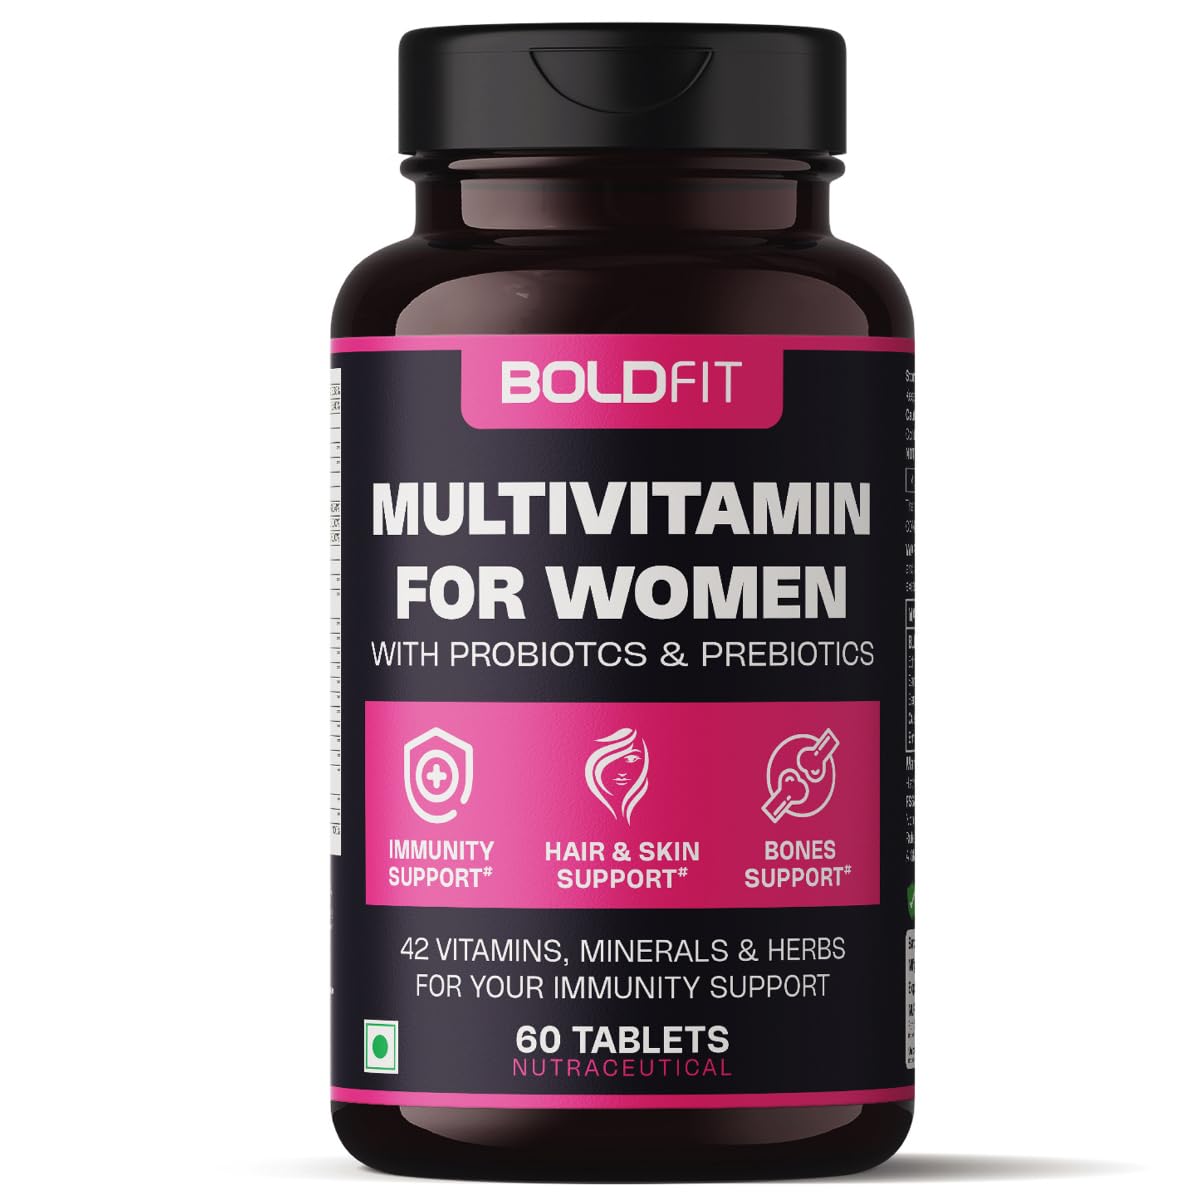 BOLDFIT
MULTIVITAMIN
FOR WOMEN
WITH PROBIOTCS & PREBIOTICS
IMMUNITY
SUPPORT#
HAIR & SKIN
SUPPORT#
BONES
SUPPORT#
42 VITAMINS, MINERALS & HERBS
FOR YOUR IMMUNITY SUPPORT
60 TABLETS
NUTRACEUTICAL